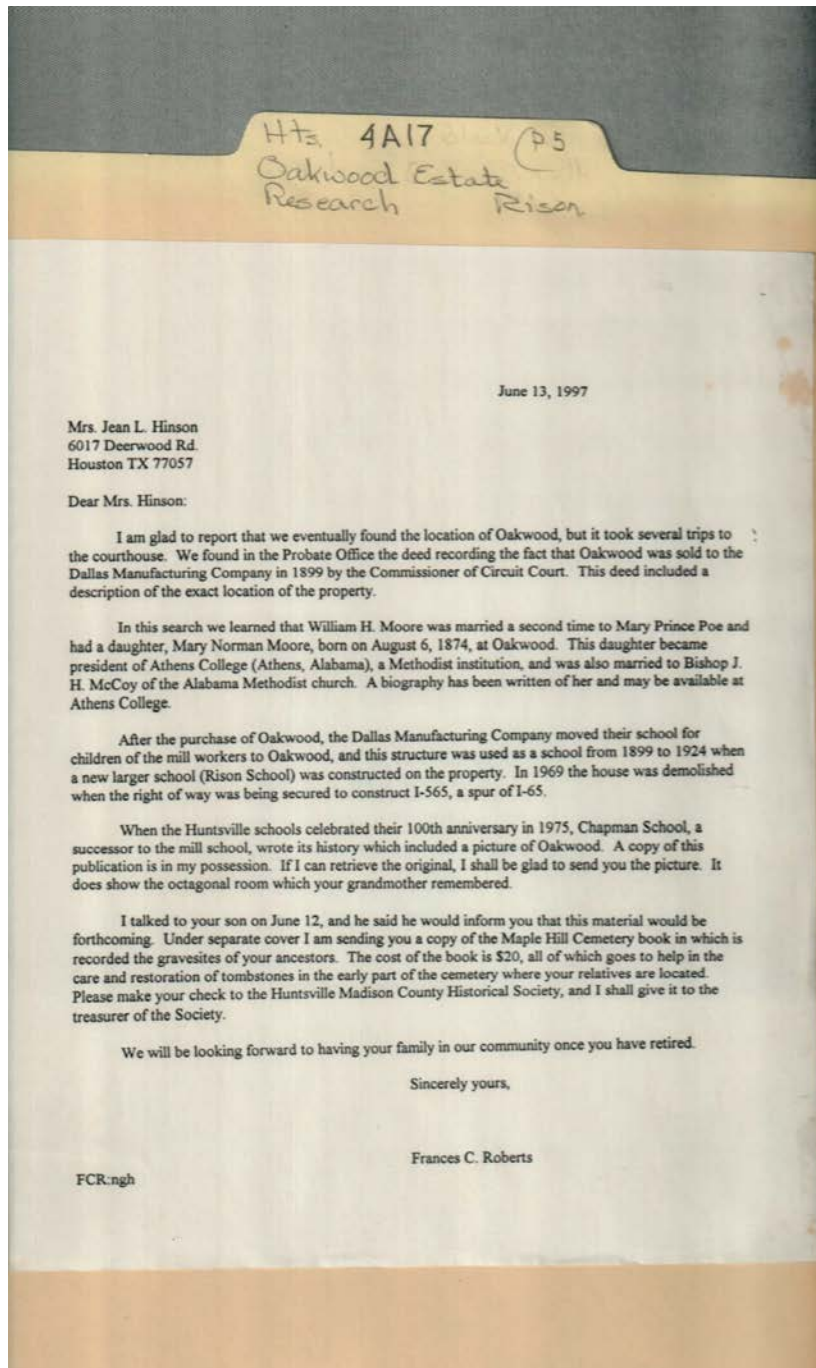 Hts. 4A17 P5
Oakwood Estate
Research Rison
June 13, 1997
Mrs. Jean L. Hinson
6017 Deerwood Rd.
Houston TX 77057
Dear Mrs. Hinson:
I am glad to report that we eventually found the location of Oakwood, but it took several trips to
the courthouse. We found in the Probate Office the deed recording the fact that Oakwood was sold to the
Dallas Manufacturing Company in 1899 by the Commissioner of Circuit Court. This deed included a
description of the exact location of the property.
In this search we learned that William H. Moore was married a second time to Mary Prince Poe and
had a daughter, Mary Norman Moore, born on August 6, 1874, at Oakwood. This daughter became
president of Athens College (Athens, Alabama), a Methodist institution, and was also married to Bishop J.
H. McCoy of the Alabama Methodist church. A biography has been written of her and may be available at
Athens College.
After the purchase of Oakwood, the Dallas Manufacturing Company moved their school for
children of the mill workers to Oakwood, and this structure was used as a school from 1899 to 1924 when
a new larger school (Rison School) was constructed on the property. In 1969 the house was demolished
when the right of way was being secured to construct I-565, a spur of I-65.
When the Huntsville schools celebrated their 100th anniversary in 1975, Chapman School, a
successor to the mill school, wrote its history which included a picture of Oakwood. A copy of this
publication is in my possession. If I can retrieve the original, I shall be glad to send you the picture. It
does show the octagonal room which your grandmother remembered.
I talked to your son on June 12, and he said he would inform you that this material would be
forthcoming. Under separate cover I am sending you a copy of the Maple Hill Cemetery book in which is
recorded the gravesites of your ancestors. The cost of the book is $20, all of which goes to help in the
care and restoration of tombstones in the early part of the cemetery where your relatives are located.
Please make your check to the Huntsville Madison County Historical Society, and I shall give it to the
treasurer of the Society.
We will be looking forward to having your family in our community once you have retired.
Sincerely yours,
Frances C. Roberts
FCR:ngh